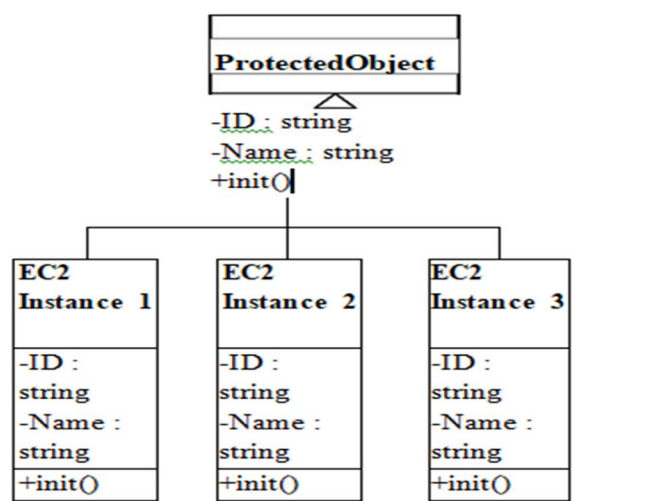 ProtectedObject
-ID : string
-Name : string
+init()
EC2
Instance 1
-ID :
string
-Name :
string
+init()
EC2
Instance 2
-ID :
string
-Name :
string
+init()
EC2
Instance 3
-ID :
string
-Name :
string
+init()